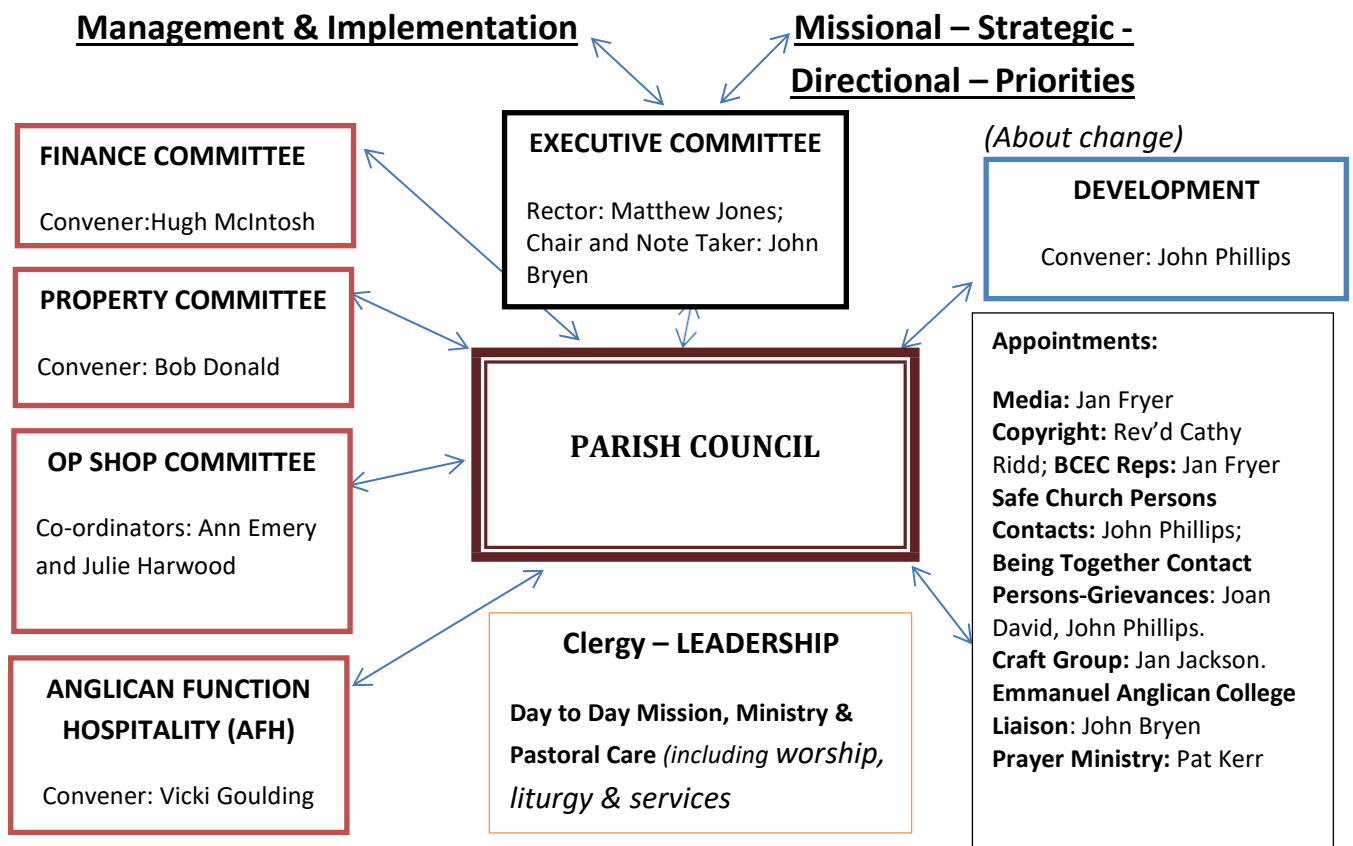 Management & Implementation
Missional – Strategic -
Directional – Priorities
FINANCE COMMITTEE
Convener:Hugh McIntosh
PROPERTY COMMITTEE
Convener: Bob Donald
OP SHOP COMMITTEE
Co-ordinators: Ann Emery
and Julie Harwood
ANGLICAN FUNCTION
HOSPITALITY (AFH)
Convener: Vicki Goulding
EXECUTIVE COMMITTEE
Rector: Matthew Jones;
Chair and Note Taker: John
Bryen
PARISH COUNCIL
Clergy – LEADERSHIP
Day to Day Mission, Ministry &
Pastoral Care (including worship,
liturgy & services
(About change)
DEVELOPMENT
Convener: John Phillips
Appointments:
Media: Jan Fryer
Copyright: Rev’d Cathy
Ridd; BCEC Reps: Jan Fryer
Safe Church Persons
Contacts: John Phillips;
Being Together Contact
Persons-Grievances: Joan
David, John Phillips.
Craft Group: Jan Jackson.
Emmanuel Anglican College
Liaison: John Bryen
Prayer Ministry: Pat Kerr